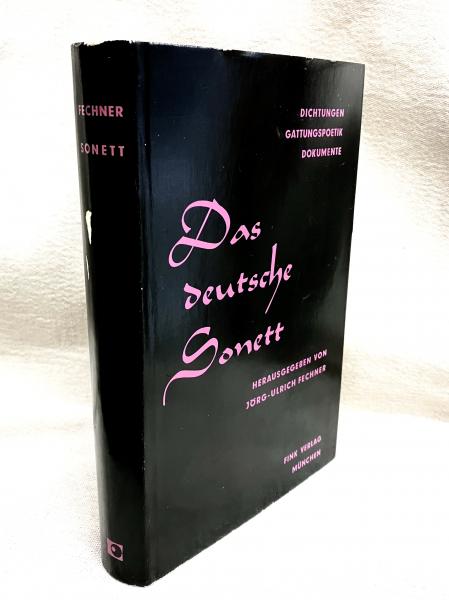 FECHNER
SONETT
DICHTUNGEN
GATTUNGSPOETIK
DOKUMENTE
Das
deutsche
Sonett
HERAUSGEGEBEN VON
JÖRG-ULRICH FECHNER
FINK VERLAG
MÜNCHEN